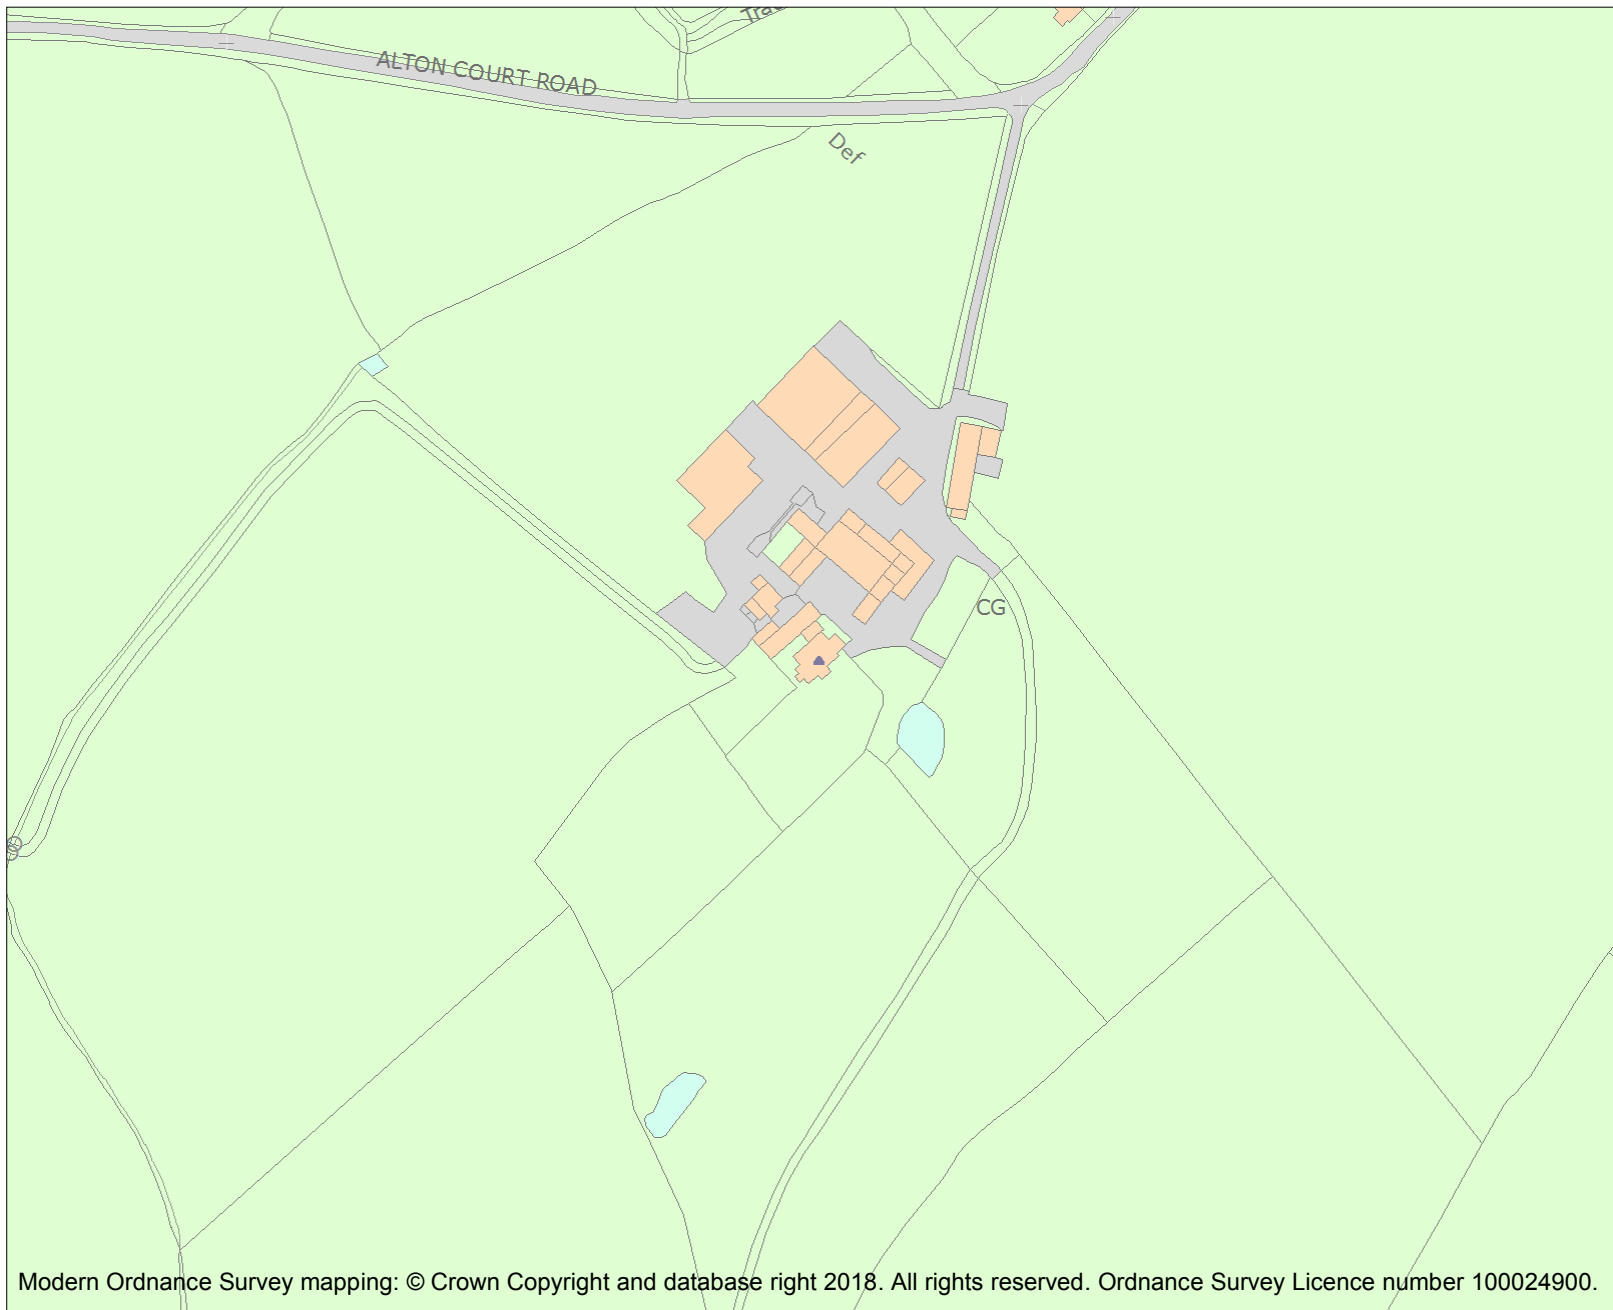 ALTON COURT ROAD
Def
CG
Modern Ordnance Survey mapping: © Crown Copyright and database right 2018. All rights reserved. Ordnance Survey Licence number 100024900.